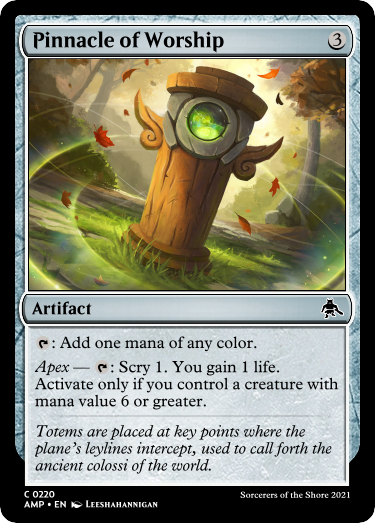 Pinnacle of Worship 3
Artifact
: Add one mana of any color.
Apex — : Scry 1. You gain 1 life.
Activate only if you control a creature with
mana value 6 or greater.
Totems are placed at key points where the
plane's leylines intercept, used to call forth the
ancient colossi of the world.
C 0220
AMP • EN Leeshahannigan
Sorcerers of the Shore 2021